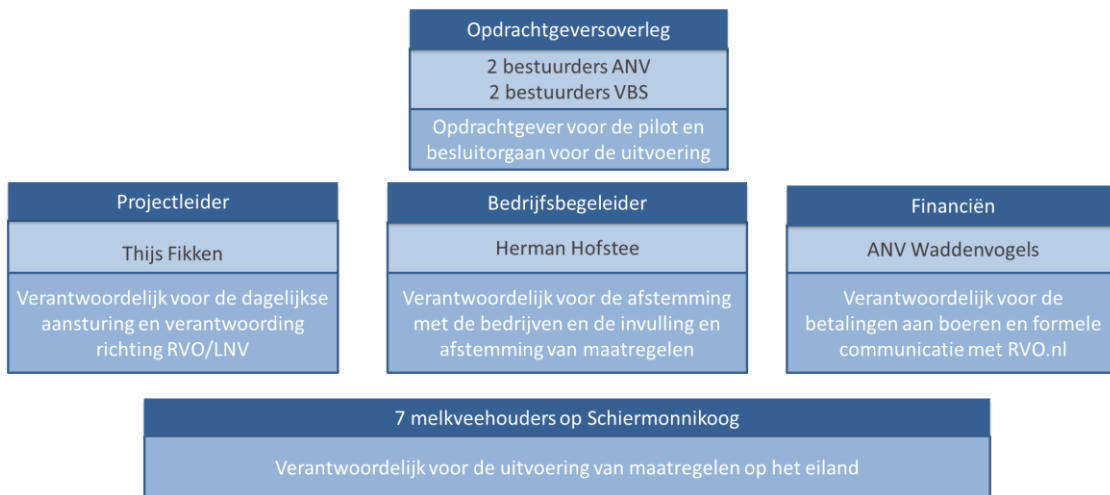 Opdrachtgeversoverleg
2 bestuurders ANV
2 bestuurders VBS
Opdrachtgever voor de pilot en
besluitorgaan voor de uitvoering
Projectleider
Thijs Fikken
Verantwoordelijk voor de dagelijkse
aansturing en verantwoording
richting RVO/LNV
Bedrijfsbegeleider
Herman Hofstee
Verantwoordelijk voor de afstemming
met de bedrijven en de invulling en
afstemming van maatregelen
Financiën
ANV Waddenvogels
Verantwoordelijk voor de
betalingen aan boeren en formele
communicatie met RVO.nl
7 melkveehouders op Schiermonnikoog
Verantwoordelijk voor de uitvoering van maatregelen op het eiland